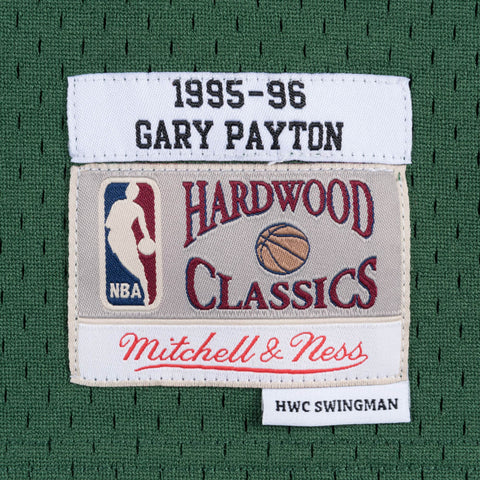 1995-96
GARY PAYTON
HARDWOOD
CLASSICS
NBA
Mitchell & Ness
HWC SWINGMAN